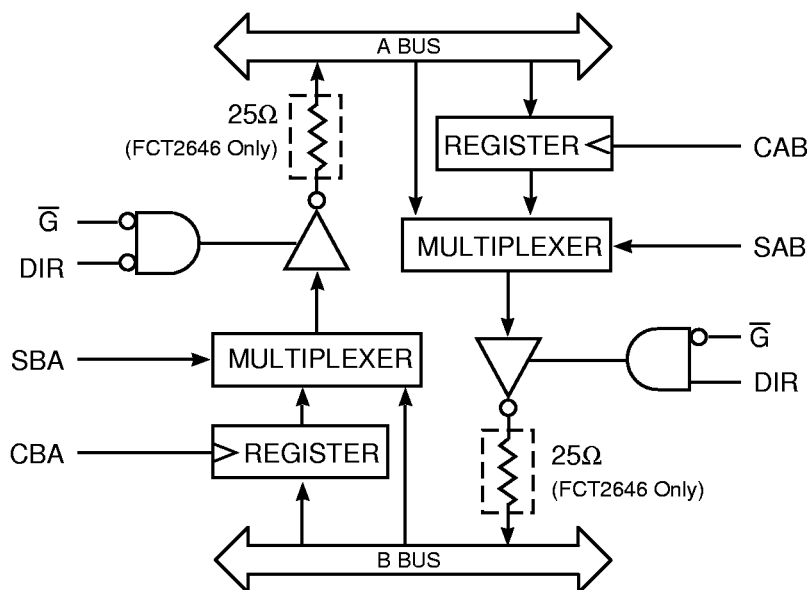 A BUS
25Ω
(FCT2646 Only)
REGISTER
CAB
G̅
DIR
MULTIPLEXER
SAB
SBA
MULTIPLEXER
G̅
DIR
CBA
REGISTER
25Ω
(FCT2646 Only)
B BUS